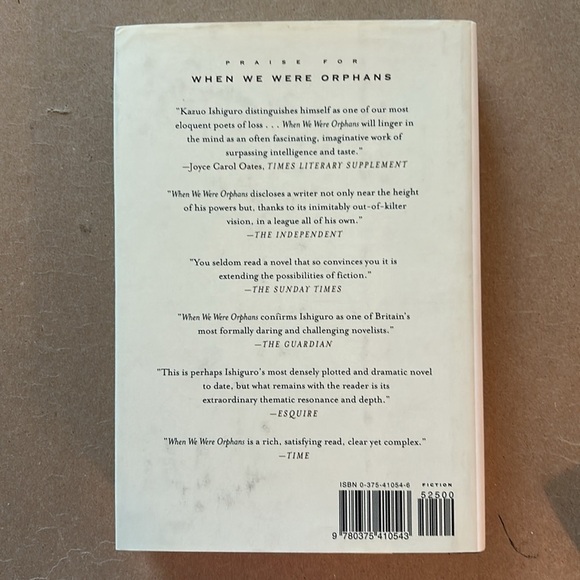 PRAISE FOR
WHEN WE WERE ORPHANS
"Kazuo Ishiguro distinguishes himself as one of our most
eloquent poets of loss . . . When We Were Orphans will linger in
the mind as an often fascinating, imaginative work of
surpassing intelligence and taste."
—Joyce Carol Oates, TIMES LITERARY SUPPLEMENT
"When We Were Orphans discloses a writer not only near the height
of his powers but, thanks to its inimitably out-of-kilter
vision, in a league all of his own."
—THE INDEPENDENT
"You seldom read a novel that so convinces you it is
extending the possibilities of fiction."
—THE SUNDAY TIMES
"When We Were Orphans confirms Ishiguro as one of Britain's
most formally daring and challenging novelists."
—THE GUARDIAN
"This is perhaps Ishiguro's most densely plotted and dramatic novel
to date, but what remains with the reader is its
extraordinary thematic resonance and depth."
—ESQUIRE
"When We Were Orphans is a rich, satisfying read, clear yet complex."
—TIME
ISBN 0-375-41054-6 FICTION
52500
9 780375 410543